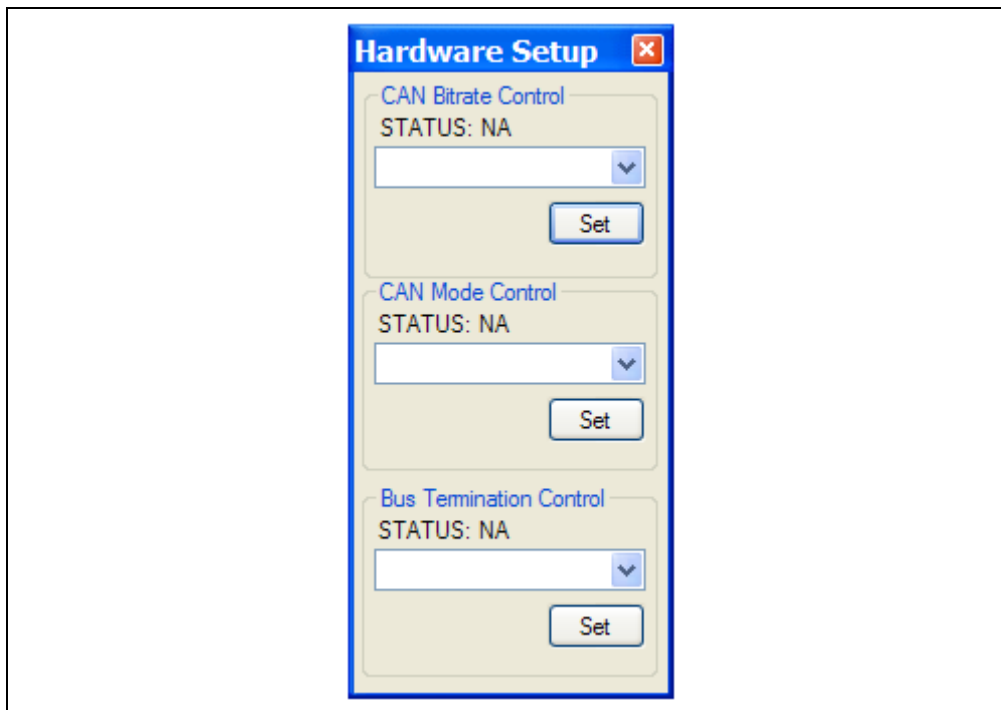 Hardware Setup
CAN Bitrate Control
STATUS: NA
Set
CAN Mode Control
STATUS: NA
Set
Bus Termination Control
STATUS: NA
Set